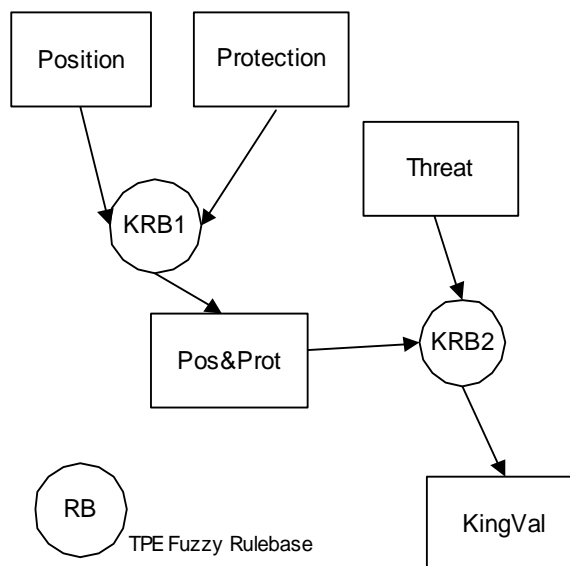 Position
Protection
Threat
KRB1
Pos&Prot
KRB2
RB
TPE Fuzzy Rulebase
KingVal